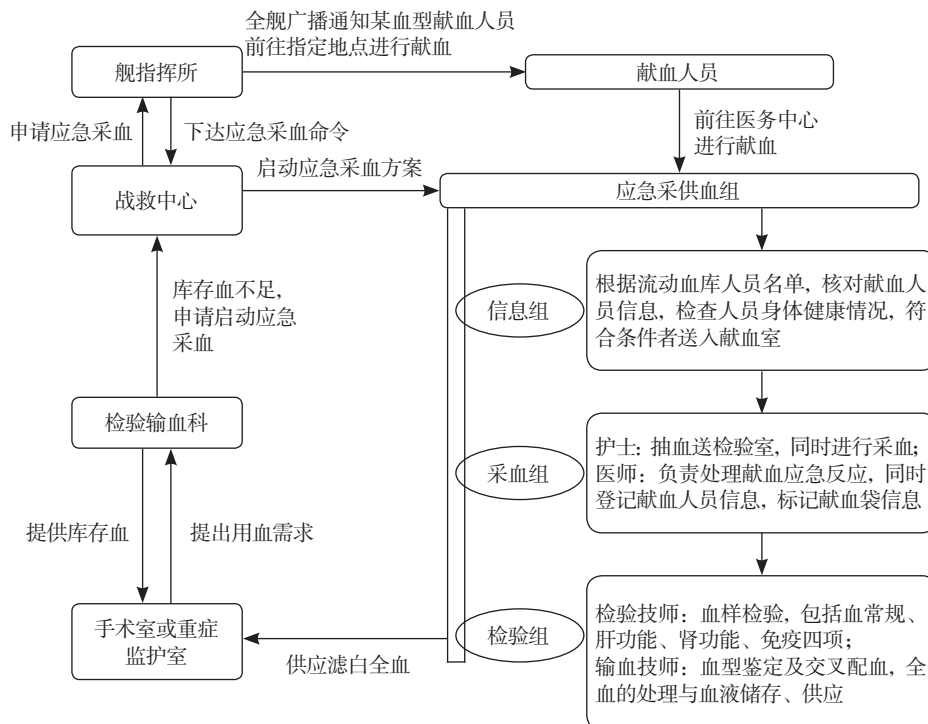 全舰广播通知某血型献血人员
前往指定地点进行献血
舰指挥所
献血人员
申请应急采血
下达应急采血命令
前往医务中心
进行献血
启动应急采血方案
战救中心
应急采供血组
库存血不足，
申请启动应急
采血
信息组
根据流动血库人员名单，核对献血人
员信息，检查人员身体健康情况，符
合条件者送入献血室
检验输血科
采血组
护士：抽血送检验室，同时进行采血；
医师：负责处理献血应急反应，同时
登记献血人员信息，标记献血袋信息
提供库存血
提出用血需求
手术室或重症
监护室
供应滤白全血
检验组
检验技师：血样检验，包括血常规、
肝功能、肾功能、免疫四项；
输血技师：血型鉴定及交叉配血，全
血的处理与血液储存、供应